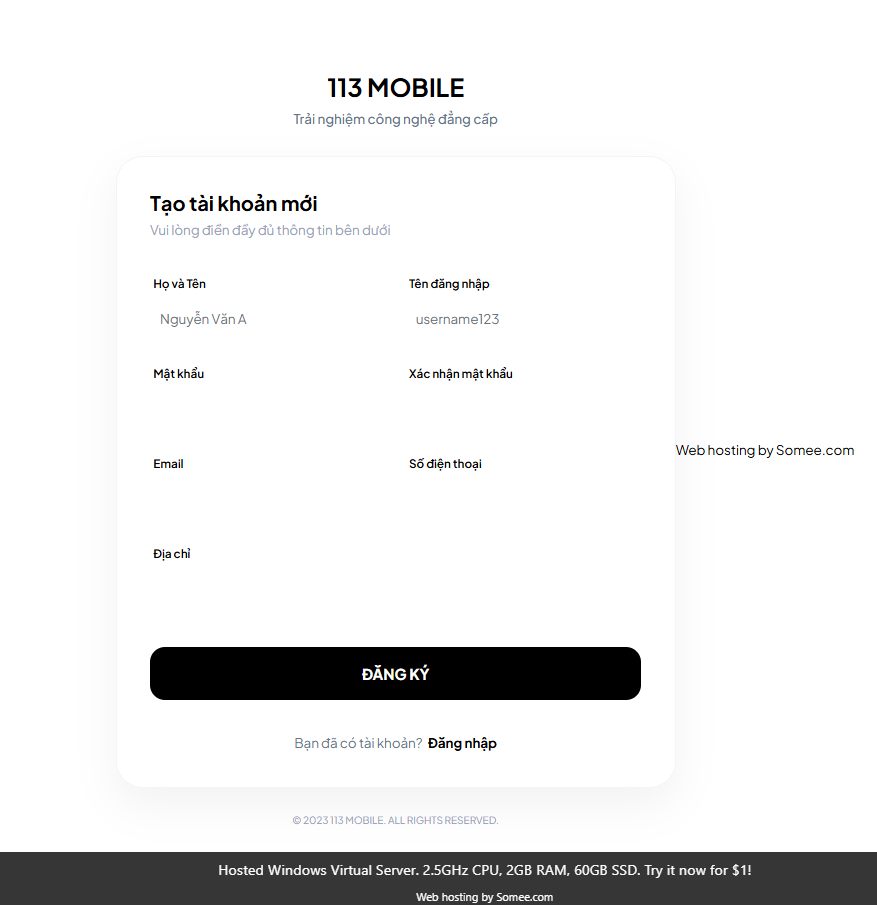 113 MOBILE
Trải nghiệm công nghệ đẳng cấp
Tạo tài khoản mới
Vui lòng điền đầy đủ thông tin bên dưới
Họ và Tên
Tên đăng nhập
Nguyễn Văn A
username123
Mật khẩu
Xác nhận mật khẩu
Web hosting by Somee.com
Email
Số điện thoại
Địa chỉ
ĐĂNG KÝ
Bạn đã có tài khoản? Đăng nhập
© 2023 113 MOBILE. ALL RIGHTS RESERVED.
Hosted Windows Virtual Server. 2.5GHz CPU, 2GB RAM, 60GB SSD. Try it now for $1!
Web hosting by Somee.com